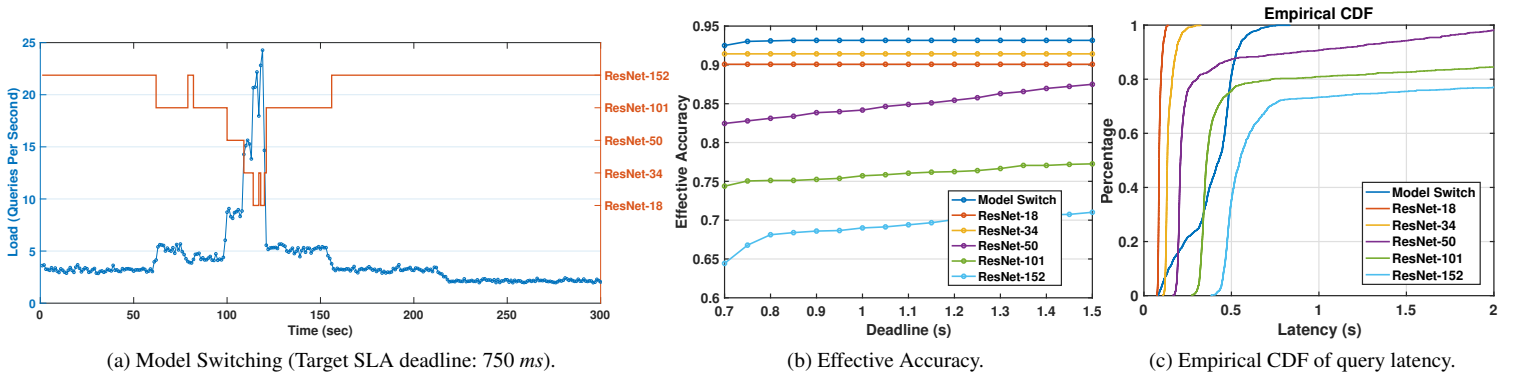 25
20
15
10
5
0
Load (Queries Per Second)
0
50
100
150
200
250
300
Time (sec)
ResNet-152
ResNet-101
ResNet-50
ResNet-34
ResNet-18
(a) Model Switching (Target SLA deadline: 750 ms).
0.95
0.9
0.85
0.8
0.75
0.7
0.65
0.6
Effective Accuracy
0.7
0.8
0.9
1
1.1
1.2
1.3
1.4
1.5
Deadline (s)
Model Switch
ResNet-18
ResNet-34
ResNet-50
ResNet-101
ResNet-152
(b) Effective Accuracy.
Empirical CDF
1
0.8
0.6
0.4
0.2
0
Percentage
0
0.5
1
1.5
2
Latency (s)
Model Switch
ResNet-18
ResNet-34
ResNet-50
ResNet-101
ResNet-152
(c) Empirical CDF of query latency.